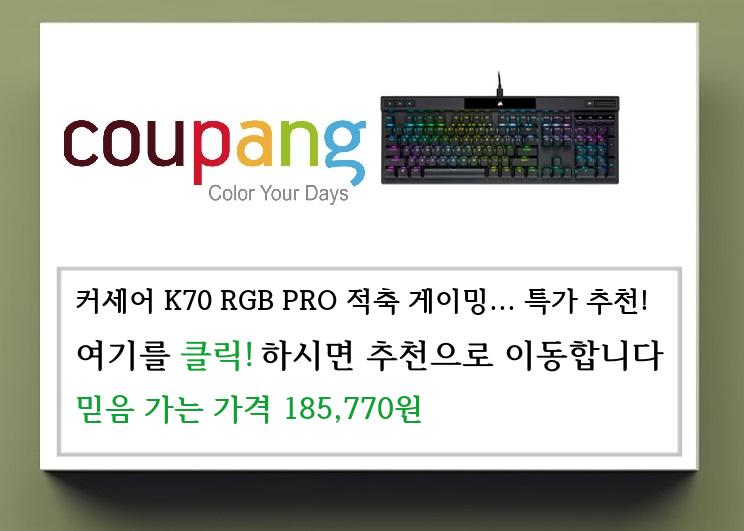 coupang
Color Your Days
커세어 K70 RGB PRO 적축 게이밍... 특가 추천!
여기를 클릭! 하시면 추천으로 이동합니다
믿음 가는 가격 185,770원